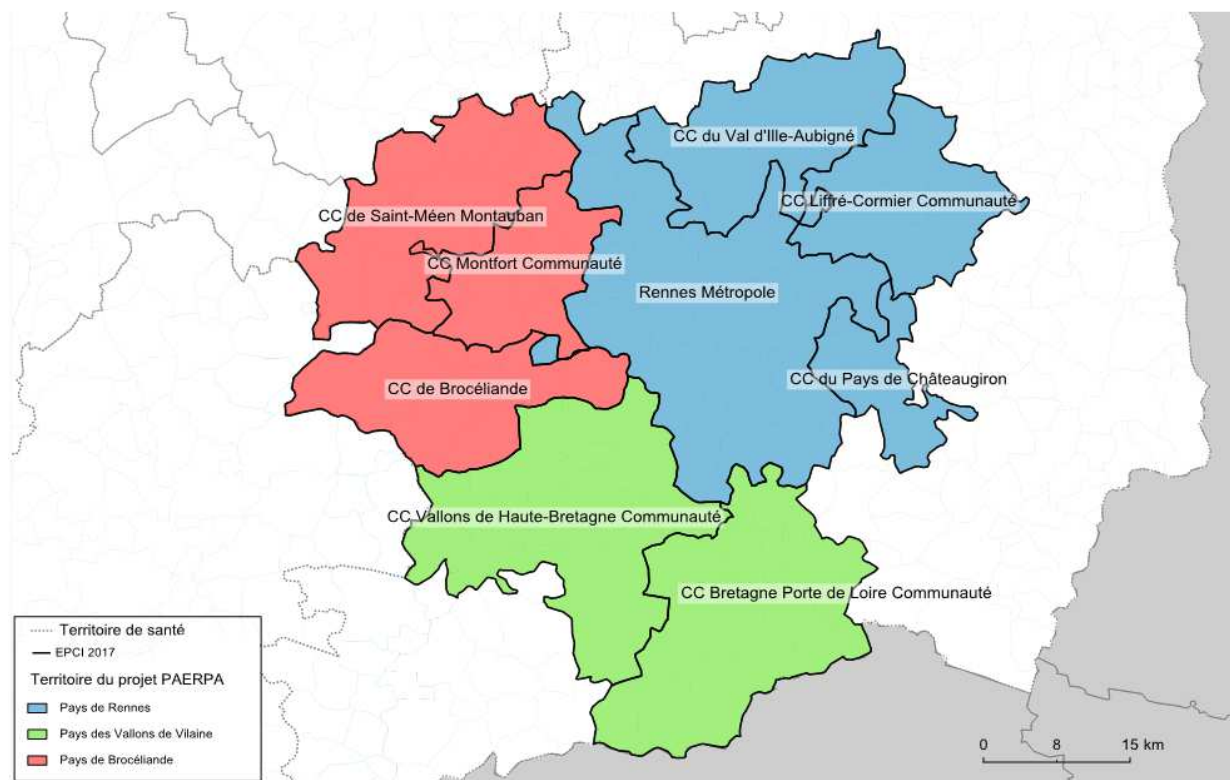 CC du Val d'Ille-Aubigné
CC Liffré-Cormier Communauté
CC de Saint-Méen Montauban
CC Montfort Communauté
Rennes Métropole
CC du Pays de Châteaugiron
CC de Brocéliande
CC Vallons de Haute-Bretagne Communauté
CC Bretagne Porte de Loire Communauté
Territoire de santé
EPCI 2017
Territoire du projet PAERPA
Pays de Rennes
Pays des Vallons de Vilaine
Pays de Brocéliande
0 8 15 km